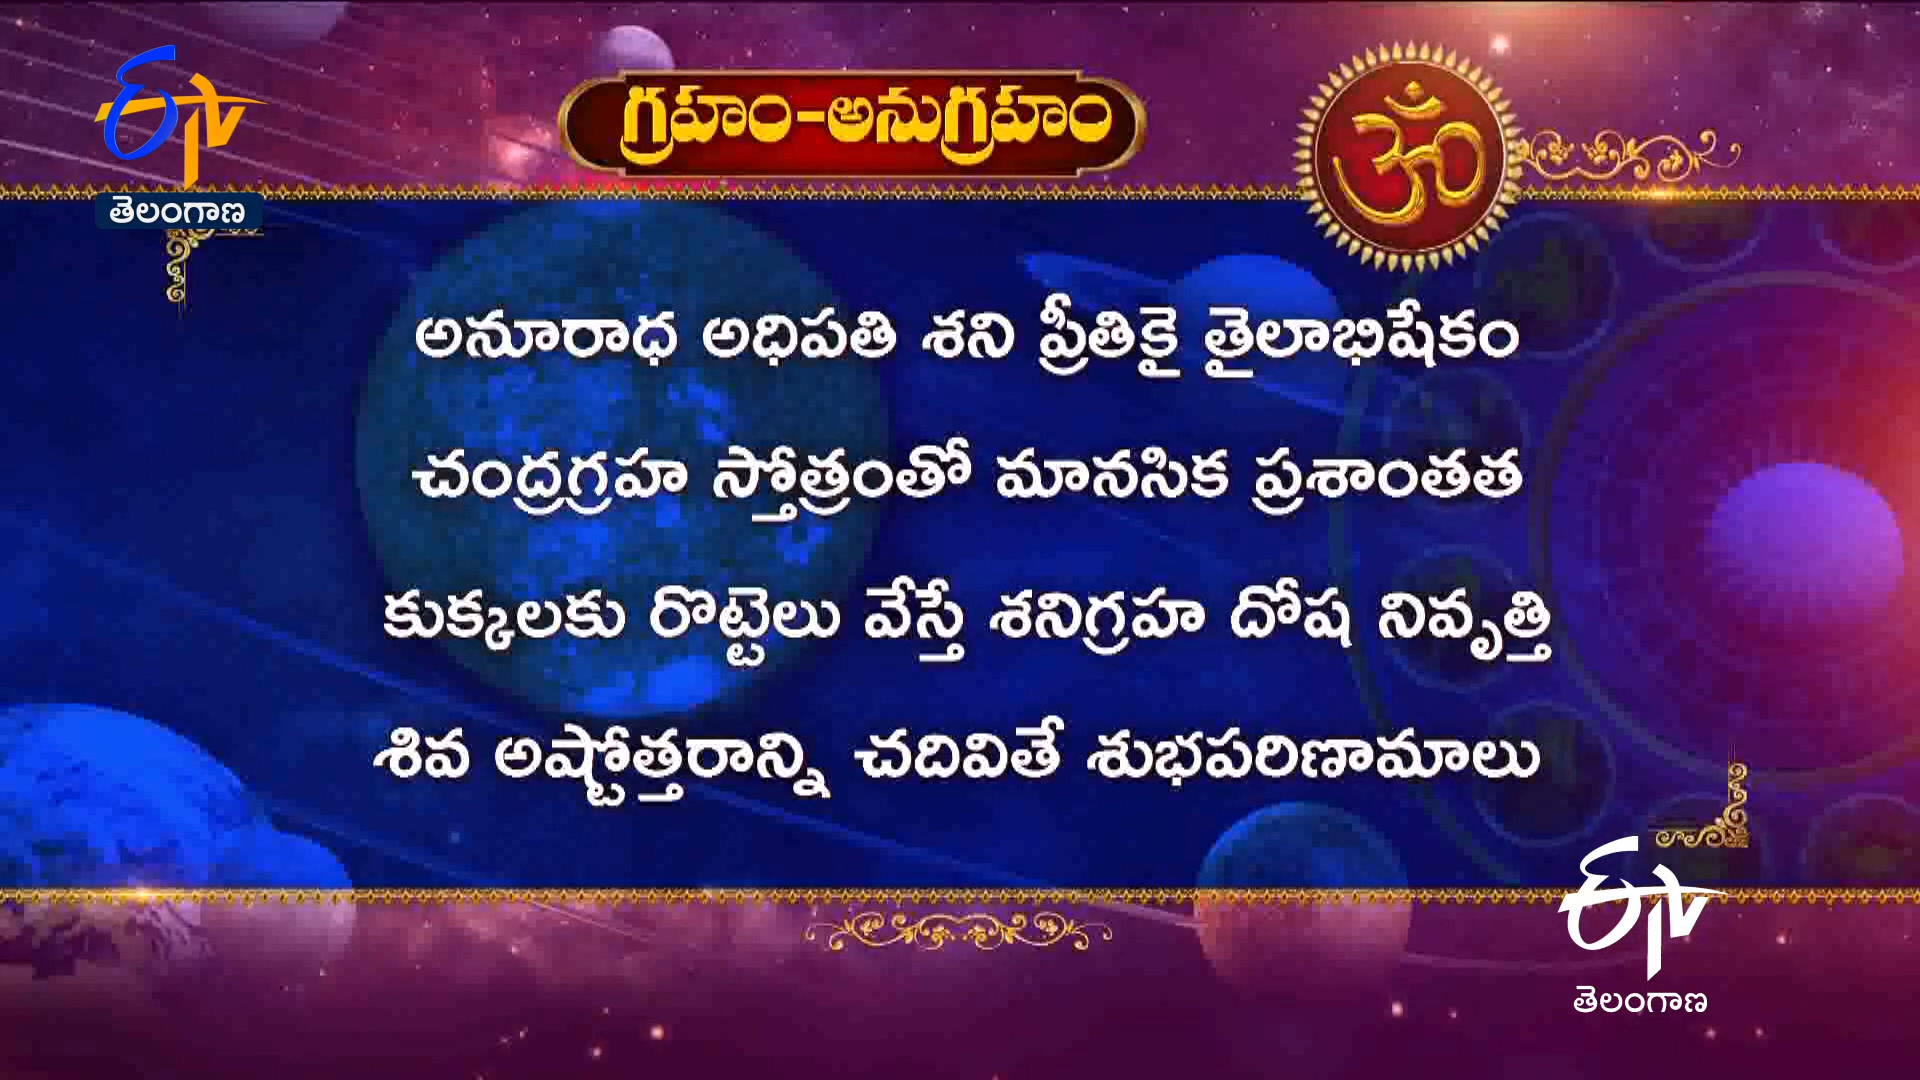 ETV
తెలంగాణ
గ్రహం-అనుగ్రహం
ॐ
అనూరాధ అధిపతి శని ప్రీతికై తైలాభిషేకం
చంద్రగ్రహ స్తోత్రంతో మానసిక ప్రశాంతత
కుక్కలకు రొట్టెలు వేస్తే శనిగ్రహ దోష నివృత్తి
శివ అష్టోత్తరాన్ని చదివితే శుభపరిణామాలు
ETV
తెలంగాణ